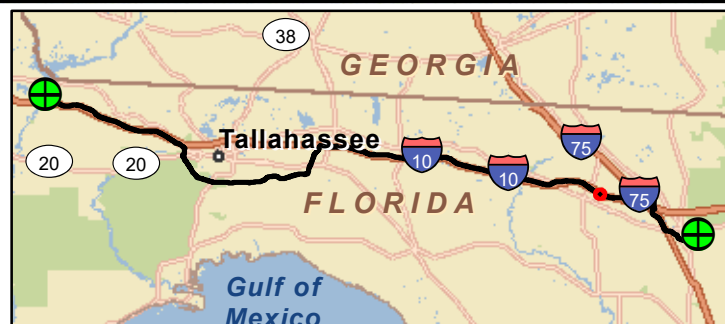 38
GEORGIA
Tallahassee
75
10
20
20
10
75
FLORIDA
Gulf of
Mexico